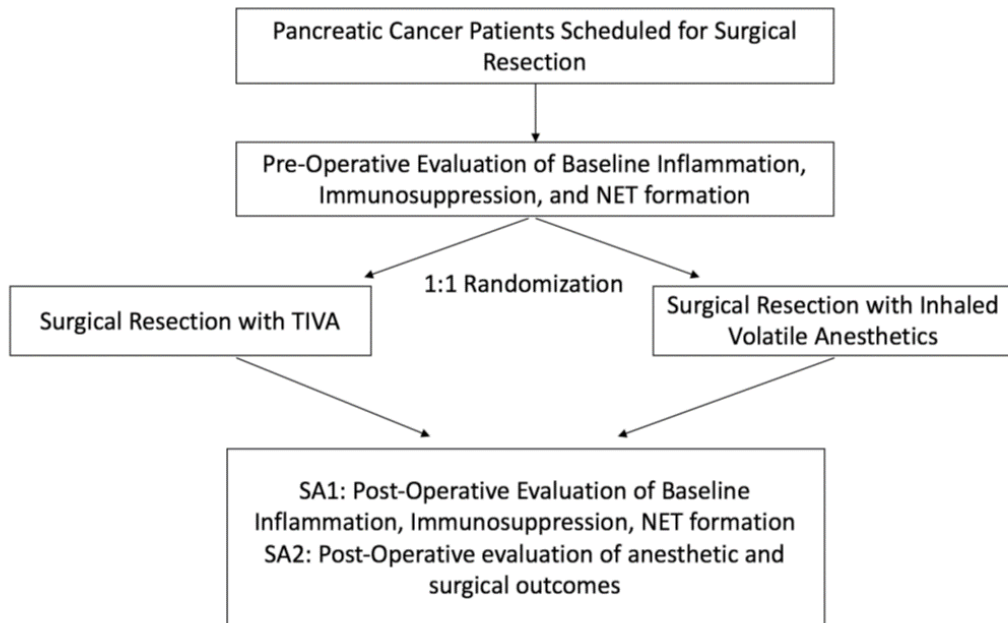 Pancreatic Cancer Patients Scheduled for Surgical
Resection
Pre-Operative Evaluation of Baseline Inflammation,
Immunosuppression, and NET formation
1:1 Randomization
Surgical Resection with TIVA
Surgical Resection with Inhaled
Volatile Anesthetics
SA1: Post-Operative Evaluation of Baseline
Inflammation, Immunosuppression, NET formation
SA2: Post-Operative evaluation of anesthetic and
surgical outcomes